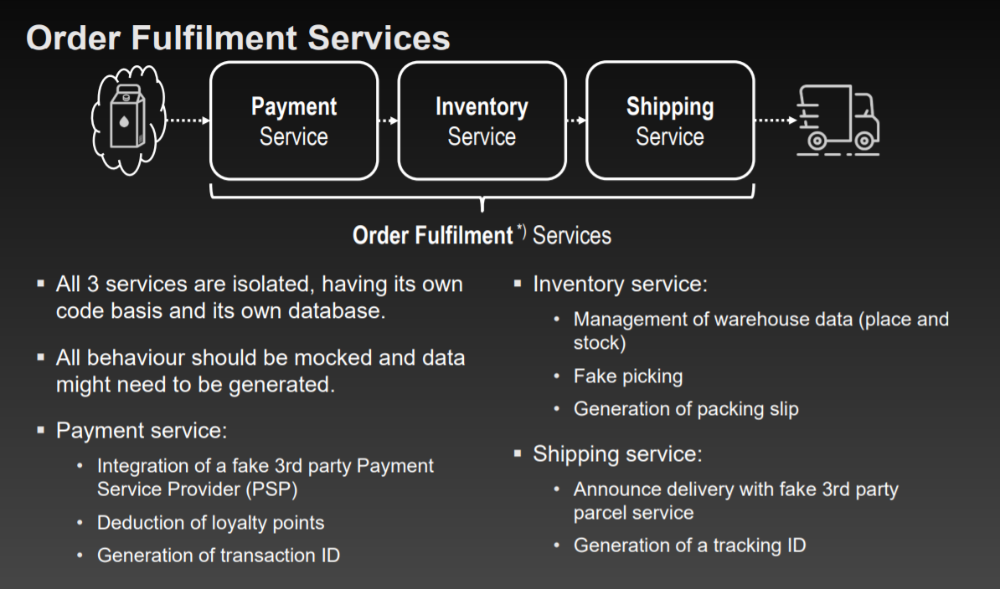 Order Fulfilment Services
Payment
Service
Inventory
Service
Shipping
Service
Order Fulfilment *) Services
▪ All 3 services are isolated, having its own
code basis and its own database.
▪ All behaviour should be mocked and data
might need to be generated.
▪ Payment service:
• Integration of a fake 3rd party Payment
Service Provider (PSP)
• Deduction of loyalty points
• Generation of transaction ID
▪ Inventory service:
• Management of warehouse data (place and
stock)
• Fake picking
• Generation of packing slip
▪ Shipping service:
• Announce delivery with fake 3rd party
parcel service
• Generation of a tracking ID